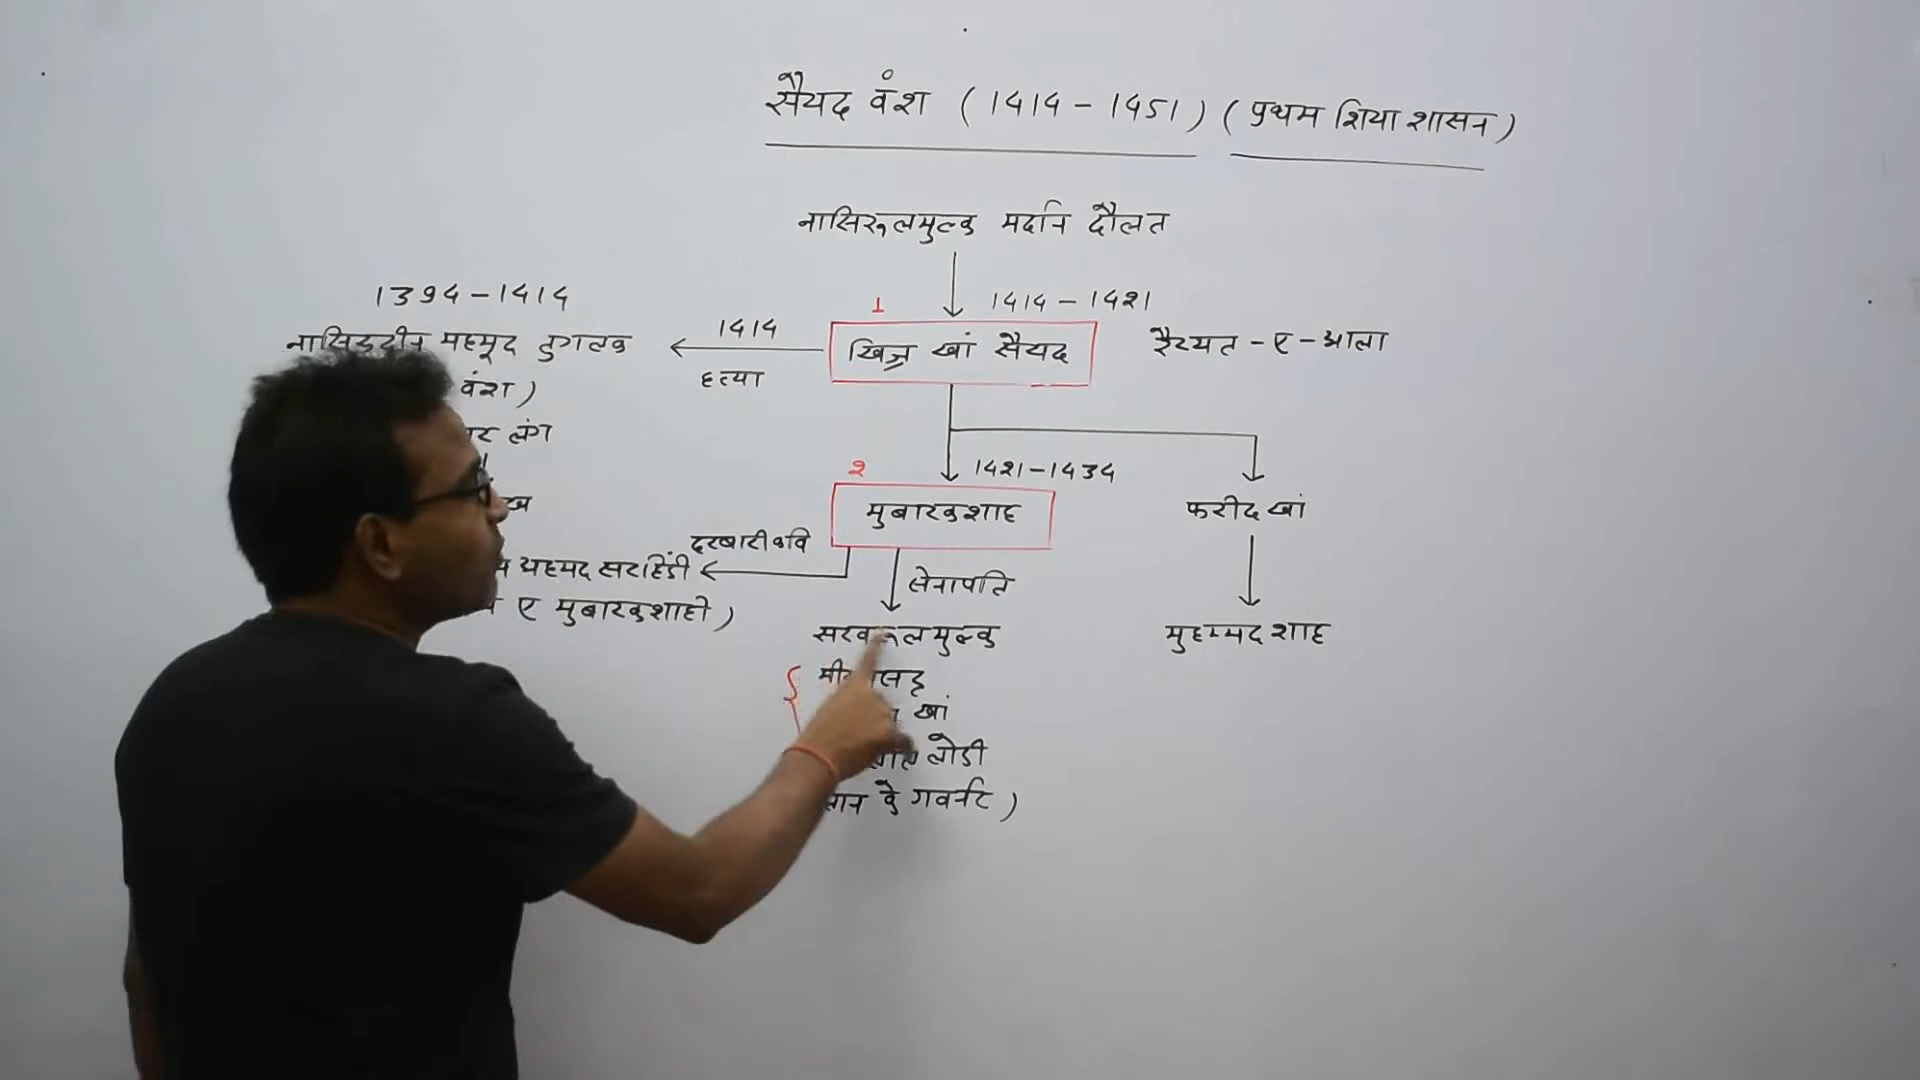 सैयद वंश (1414 - 1451) (प्रथम शिया शासन)
नासिरुलमुल्क मर्दान दौलत
1394-1414
1414 - 1421
1
नासिरुद्दीन महमूद तुगलक
1414
हत्या
खिज्र खां सैयद
रैय्यत - ए - आला
वंश)
लंग
2
1421-1434
मुबारकशाह
फरीद खां
दरबारी कवि
अहमद सरहिंदी
सेनापति
ए मुबारकशाही)
मुहम्मद शाह
खां
लोदी
के गवर्नर)